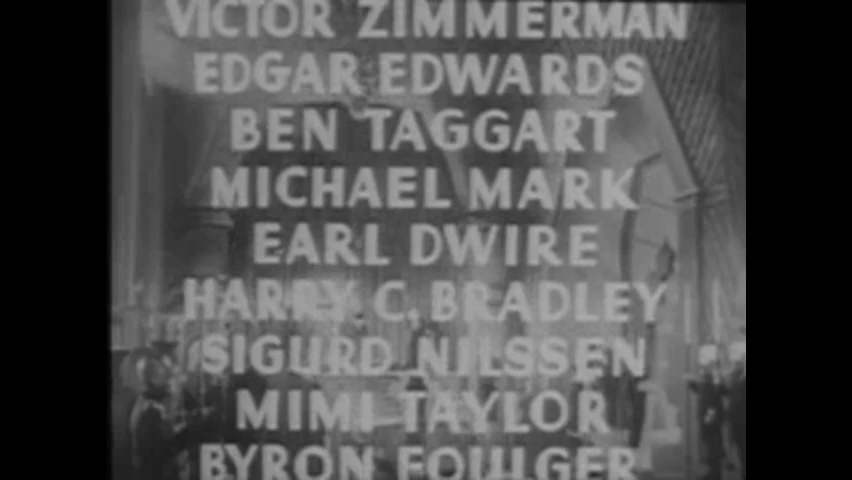 VICTOR ZIMMERMAN
EDGAR EDWARDS
BEN TAGGART
MICHAEL MARK
EARL DWIRE
HARRY C. BRADLEY
SIGURD NILSSEN
MIMI TAYLOR
BYRON FOULGER